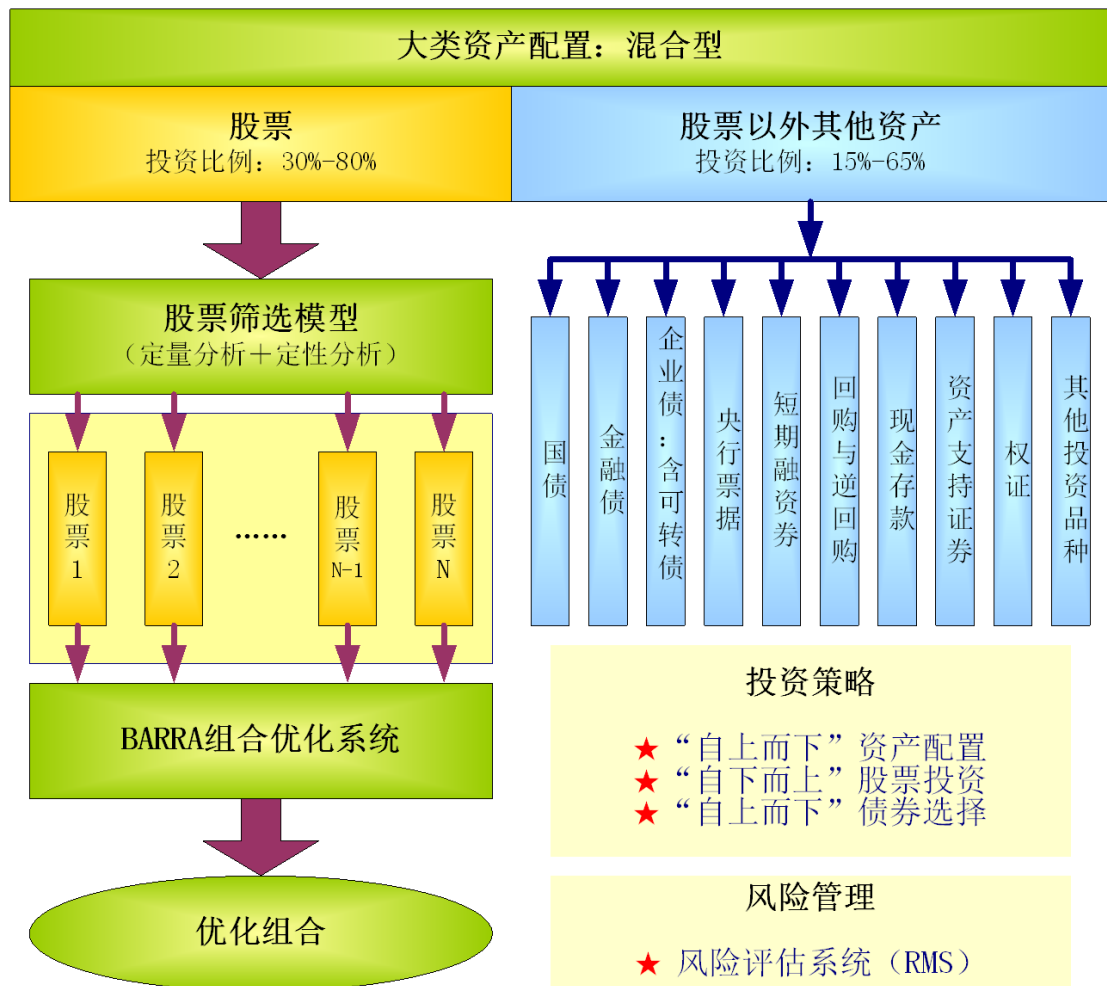 大类资产配置：混合型
股票
投资比例：30%-80%
股票以外其他资产
投资比例：15%-65%
股票筛选模型
（定量分析＋定性分析）
股票1
股票2
……
股票N-1
股票N
BARRA组合优化系统
优化组合
国债
金融债
企业债：含可转债
央行票据
短期融资券
回购与逆回购
现金存款
资产支持证券
权证
其他投资品种
投资策略
★ “自上而下”资产配置
★ “自下而上”股票投资
★ “自上而下”债券选择
风险管理
★ 风险评估系统（RMS）